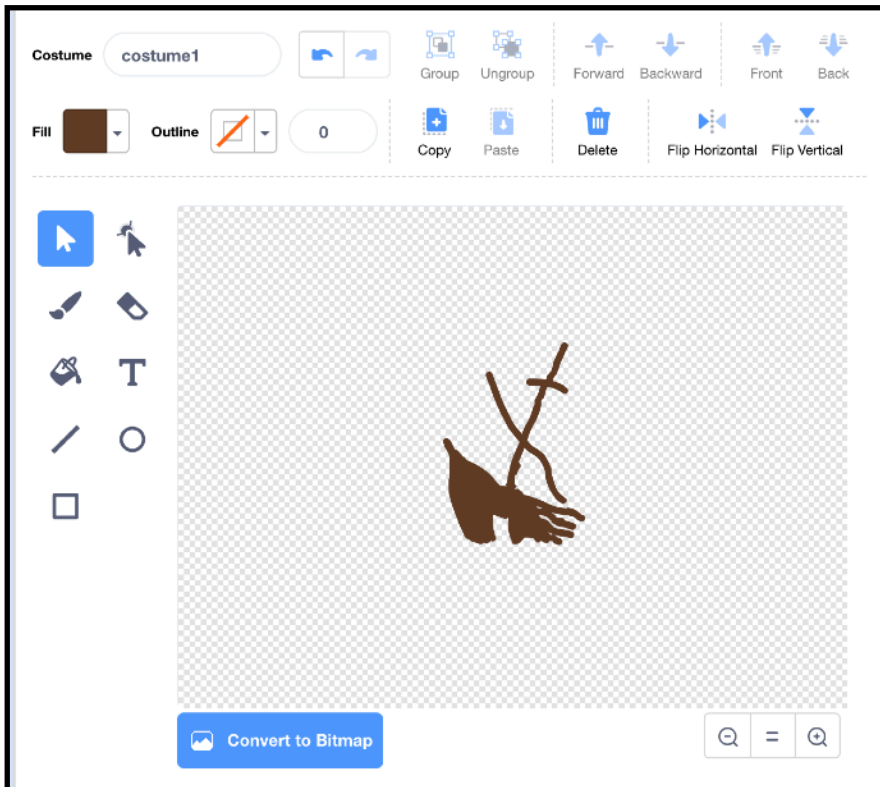 Costume costume1
Group Ungroup Forward Backward Front Back
Fill Outline 0
Copy Paste Delete Flip Horizontal Flip Vertical
T
Convert to Bitmap